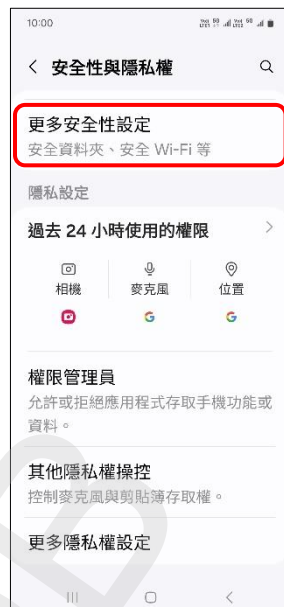 10:00
安全性與隱私權
更多安全性設定
安全資料夾、安全 Wi-Fi 等
隱私設定
過去 24 小時使用的權限
相機
麥克風
位置
權限管理員
允許或拒絕應用程式存取手機功能或
資料。
其他隱私權操控
控制麥克風與剪貼簿存取權。
更多隱私權設定